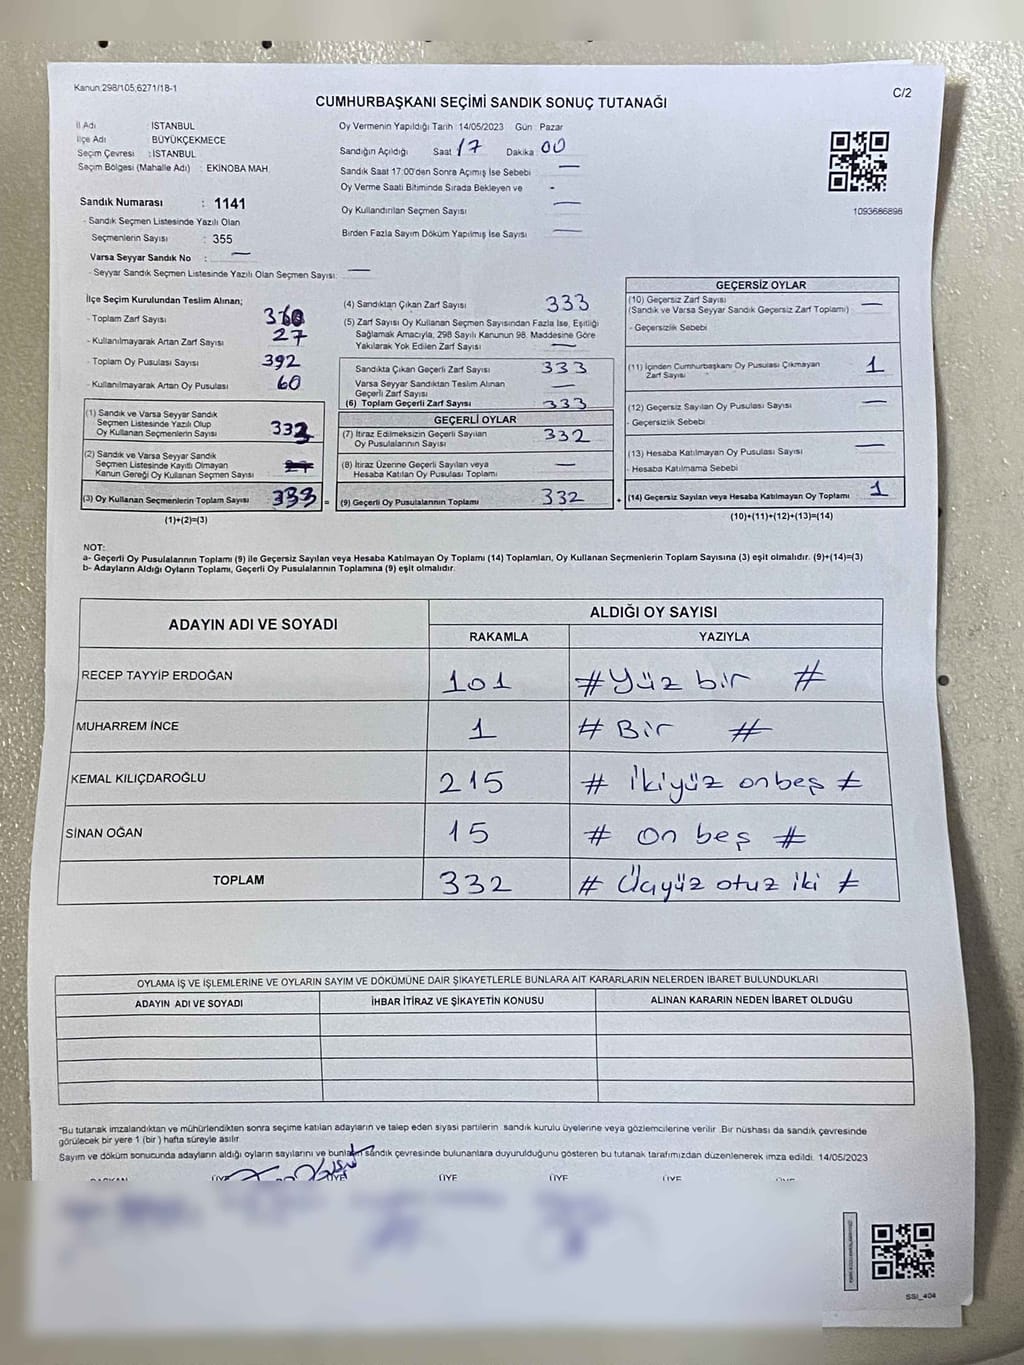 Kanun:298/105,6271/18-1
C/2
CUMHURBAŞKANI SEÇİMİ SANDIK SONUÇ TUTANAĞI
İl Adı : İSTANBUL
İlçe Adı : BÜYÜKÇEKMECE
Seçim Çevresi : İSTANBUL
Seçim Bölgesi (Mahalle Adı) : EKİNOBA MAH.
Sandık Numarası : 1141
- Sandık Seçmen Listesinde Yazılı Olan
Seçmenlerin Sayısı : 355
Varsa Seyyar Sandık No : —
- Seyyar Sandık Seçmen Listesinde Yazılı Olan Seçmen Sayısı: —
Oy Vermenin Yapıldığı Tarih :14/05/2023 Gün : Pazar
Sandığın Açıldığı Saat : 17 Dakika : 00
Sandık Saat 17:00'den Sonra Açımış İse Sebebi —
Oy Verme Saati Bitiminde Sırada Bekleyen ve -
Oy Kullandırılan Seçmen Sayısı —
Birden Fazla Sayım Döküm Yapılmış İse Sayısı —
1093686896
İlçe Seçim Kurulundan Teslim Alınan;
- Toplam Zarf Sayısı 360
- Kullanılmayarak Artan Zarf Sayısı 27
- Toplam Oy Pusulası Sayısı 392
- Kullanılmayarak Artan Oy Pusulası 60
(1) Sandık ve Varsa Seyyar Sandık
Seçmen Listesinde Yazılı Olup
Oy Kullanan Seçmenlerin Sayısı 333
(2) Sandık ve Varsa Seyyar Sandık
Seçmen Listesinde Kayıtlı Olmayan
Kanun Gereği Oy Kullanan Seçmen Sayısı
(3) Oy Kullanan Seçmenlerin Toplam Sayısı 333 =
(1)+(2)=(3)
(4) Sandıktan Çıkan Zarf Sayısı 333
(5) Zarf Sayısı Oy Kullanan Seçmen Sayısından Fazla İse, Eşitliği
Sağlamak Amacıyla, 298 Sayılı Kanunun 98. Maddesine Göre
Yakılarak Yok Edilen Zarf Sayısı —
Sandıkta Çıkan Geçerli Zarf Sayısı 333
Varsa Seyyar Sandıktan Teslim Alınan
Geçerli Zarf Sayısı —
(6) Toplam Geçerli Zarf Sayısı 333
GEÇERLİ OYLAR
(7) İtiraz Edilmeksizin Geçerli Sayılan
Oy Pusulalarının Sayısı 332
(8) İtiraz Üzerine Geçerli Sayılan veya
Hesaba Katılan Oy Pusulası Toplamı —
(9) Geçerli Oy Pusulalarının Toplamı 332 +
GEÇERSİZ OYLAR
(10) Geçersiz Zarf Sayısı
(Sandık ve Varsa Seyyar Sandık Geçersiz Zarf Toplamı) —
- Geçersizlik Sebebi
(11) İçinden Cumhurbaşkanı Oy Pusulası Çıkmayan
Zarf Sayısı 1
(12) Geçersiz Sayılan Oy Pusulası Sayısı —
- Geçersizlik Sebebi
(13) Hesaba Katılmayan Oy Pusulası Sayısı —
- Hesaba Katılmama Sebebi
(14) Geçersiz Sayılan veya Hesaba Katılmayan Oy Toplamı 1
(10)+(11)+(12)+(13)=(14)
NOT:
a- Geçerli Oy Pusulalarının Toplamı (9) ile Geçersiz Sayılan veya Hesaba Katılmayan Oy Toplamı (14) Toplamları, Oy Kullanan Seçmenlerin Toplam Sayısına (3) eşit olmalıdır. (9)+(14)=(3)
b- Adayların Aldığı Oyların Toplamı, Geçerli Oy Pusulalarının Toplamına (9) eşit olmalıdır.
ADAYIN ADI VE SOYADI ALDIĞI OY SAYISI
RAKAMLA YAZIYLA
RECEP TAYYİP ERDOĞAN 101 # Yüz bir #
MUHARREM İNCE 1 # Bir #
KEMAL KILIÇDAROĞLU 215 # İkiyüz onbeş #
SİNAN OĞAN 15 # On beş #
TOPLAM 332 # Üçyüz otuz iki #
OYLAMA İŞ VE İŞLEMLERİNE VE OYLARIN SAYIM VE DÖKÜMÜNE DAİR ŞİKAYETLERLE BUNLARA AİT KARARLARIN NELERDEN İBARET BULUNDUKLARI
ADAYIN ADI VE SOYADI İHBAR İTİRAZ VE ŞİKAYETİN KONUSU ALINAN KARARIN NEDEN İBARET OLDUĞU
"Bu tutanak imzalandıktan ve mühürlendikten sonra seçime katılan adayların ve talep eden siyasi partilerin sandık kurulu üyelerine veya gözlemcilerine verilir. Bir nüshası da sandık çevresinde
görülecek bir yere 1 (bir ) hafta süreyle asılır
Sayım ve döküm sonucunda adayların aldığı oyların sayılarını ve bunların sandık çevresinde bulunanlara duyurulduğunu gösteren bu tutanak tarafımızdan düzenlenerek imza edildi. 14/05/2023
BAŞKAN ÜYE ÜYE ÜYE ÜYE ÜYE
SSI_404